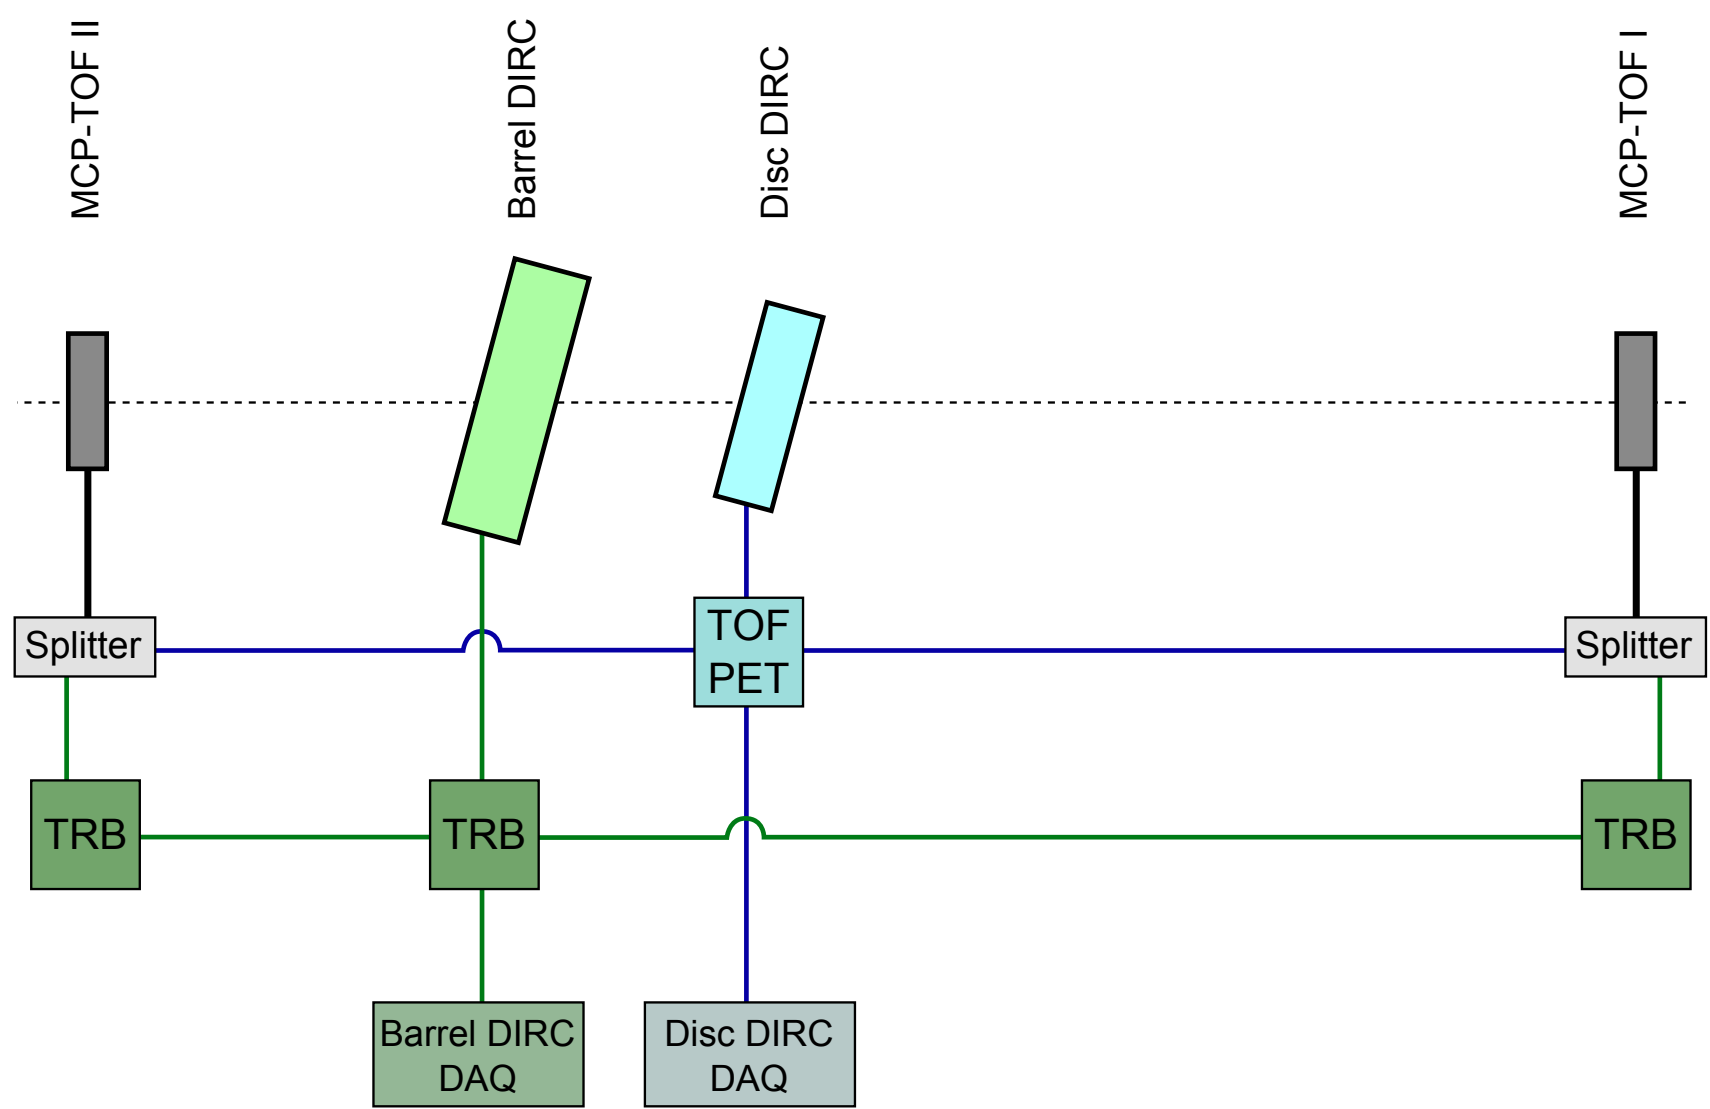 MCP-TOF II
Barrel DIRC
Disc DIRC
MCP-TOF I
Splitter
TOF
PET
Splitter
TRB
TRB
TRB
Barrel DIRC
DAQ
Disc DIRC
DAQ